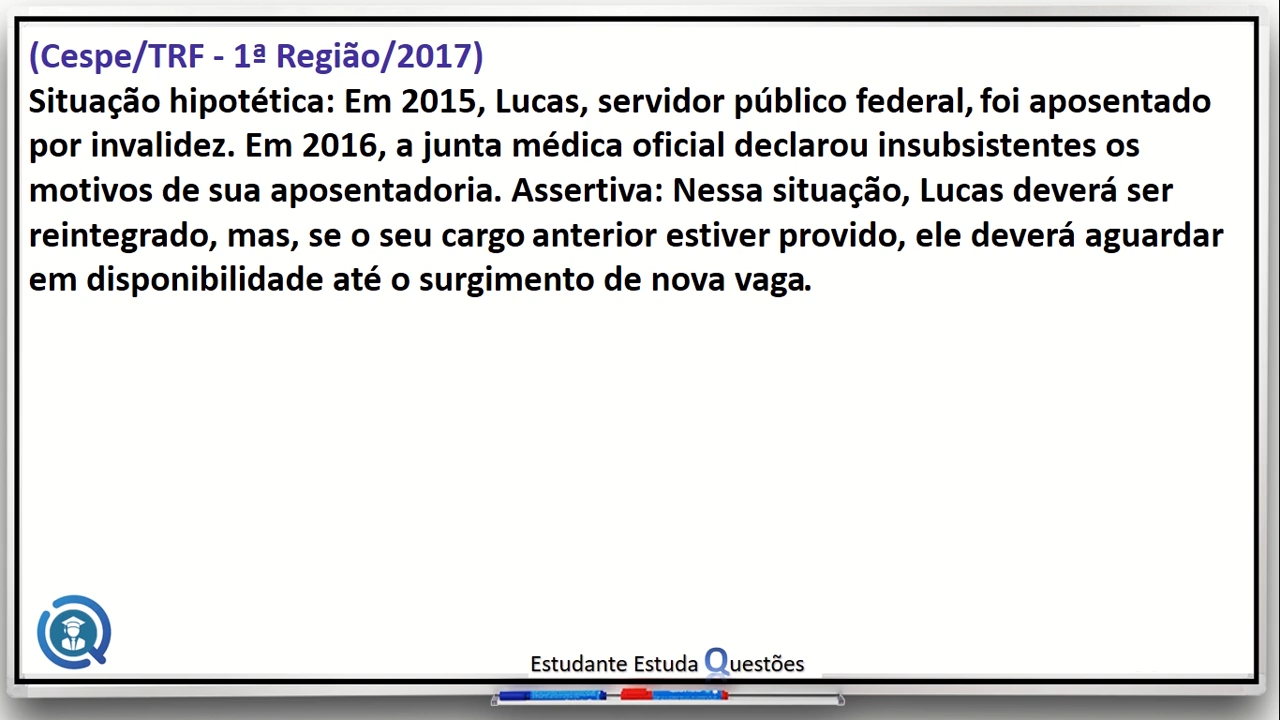 (Cespe/TRF - 1ª Região/2017)
Situação hipotética: Em 2015, Lucas, servidor público federal, foi aposentado
por invalidez. Em 2016, a junta médica oficial declarou insubsistentes os
motivos de sua aposentadoria. Assertiva: Nessa situação, Lucas deverá ser
reintegrado, mas, se o seu cargo anterior estiver provido, ele deverá aguardar
em disponibilidade até o surgimento de nova vaga.
Estudante Estuda Questões